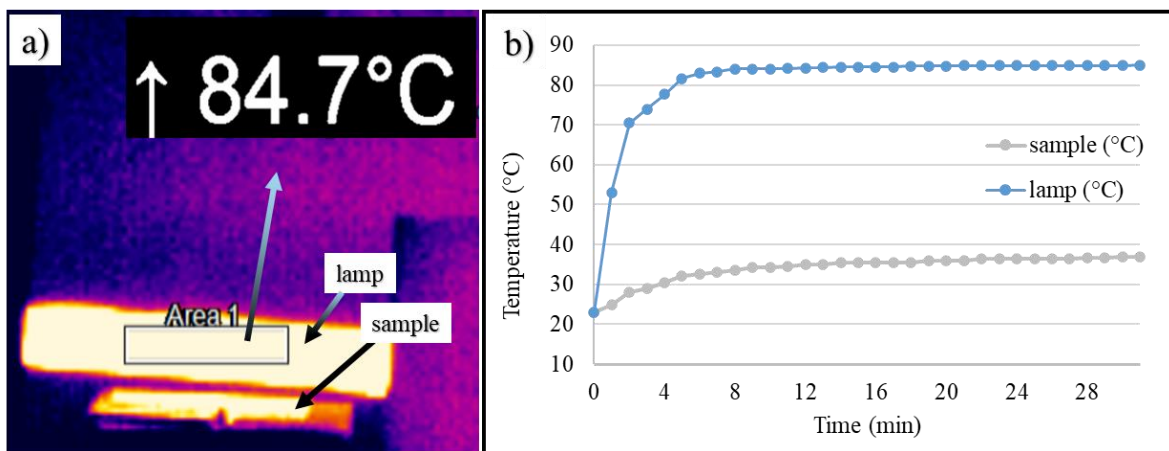 a)
↑ 84.7°C
lamp
Area 1
sample
b)
90
80
70
60
50
40
30
20
10
Temperature (°C)
sample (°C)
lamp (°C)
0
4
8
12
16
20
24
28
Time (min)